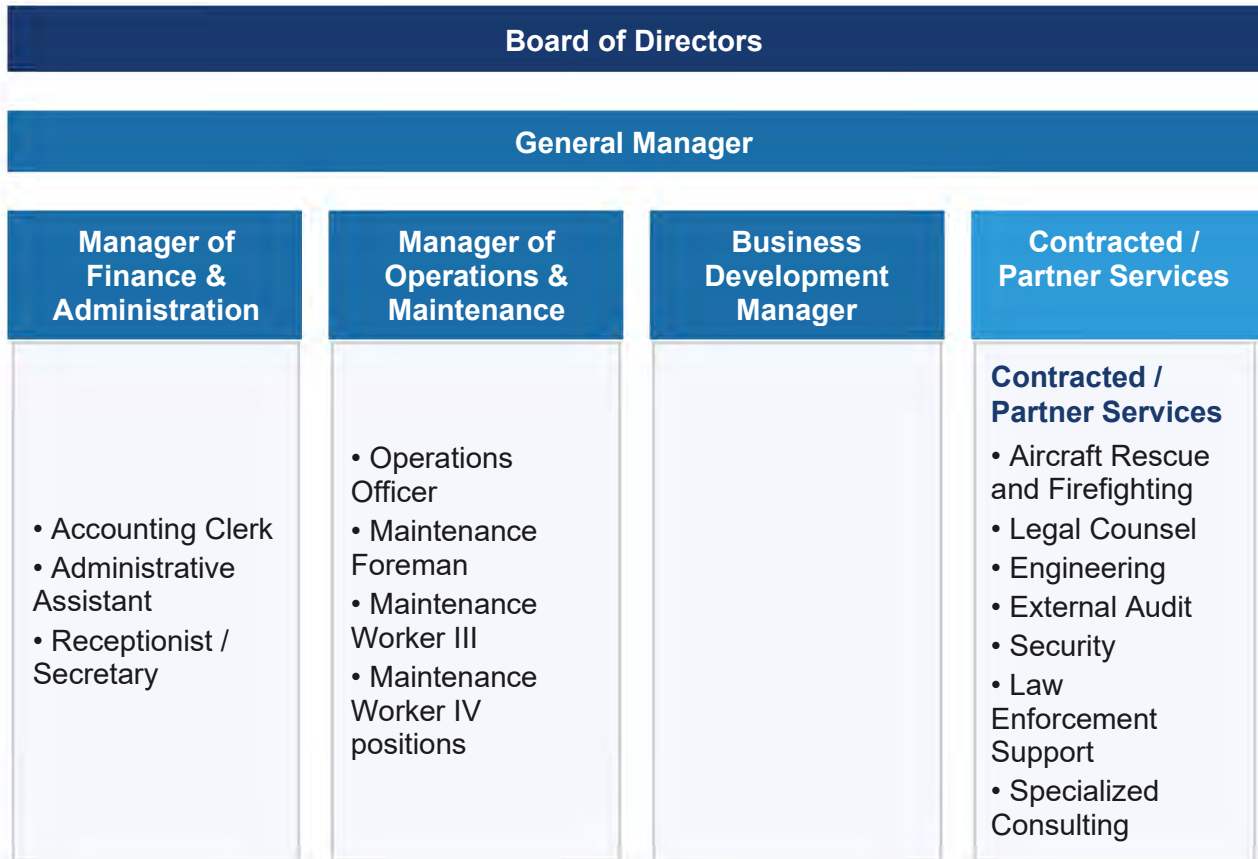 Board of Directors
General Manager
Manager of
Finance &
Administration
• Accounting Clerk
• Administrative
Assistant
• Receptionist /
Secretary
Manager of
Operations &
Maintenance
• Operations
Officer
• Maintenance
Foreman
• Maintenance
Worker III
• Maintenance
Worker IV
positions
Business
Development
Manager
Contracted /
Partner Services
Contracted /
Partner Services
• Aircraft Rescue
and Firefighting
• Legal Counsel
• Engineering
• External Audit
• Security
• Law
Enforcement
Support
• Specialized
Consulting